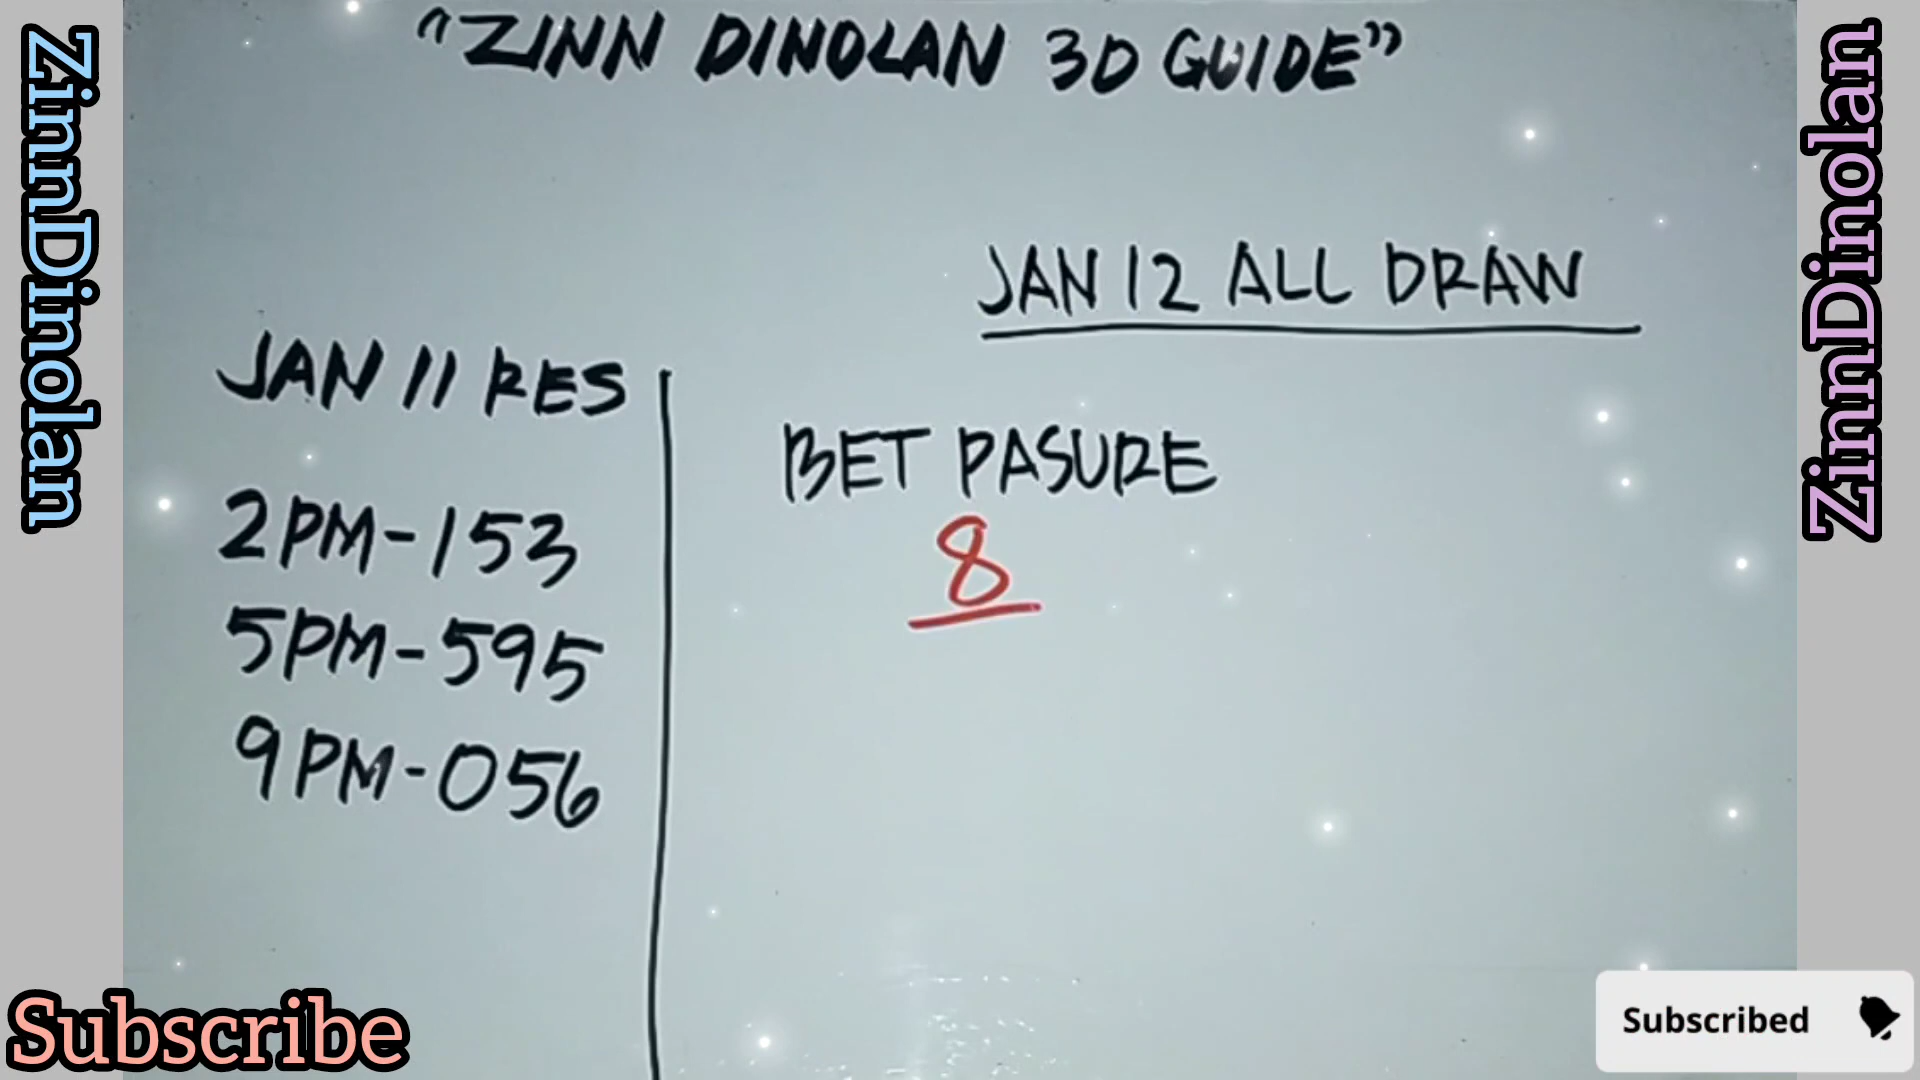 "ZINN DINOLAN 3D GUIDE"
ZinnDinolan
ZinnDinolan
JAN 12 ALL DRAW
JAN 11 RES
2PM-153
5PM-595
9PM-056
BET PASURE
8
Subscribe
Subscribed